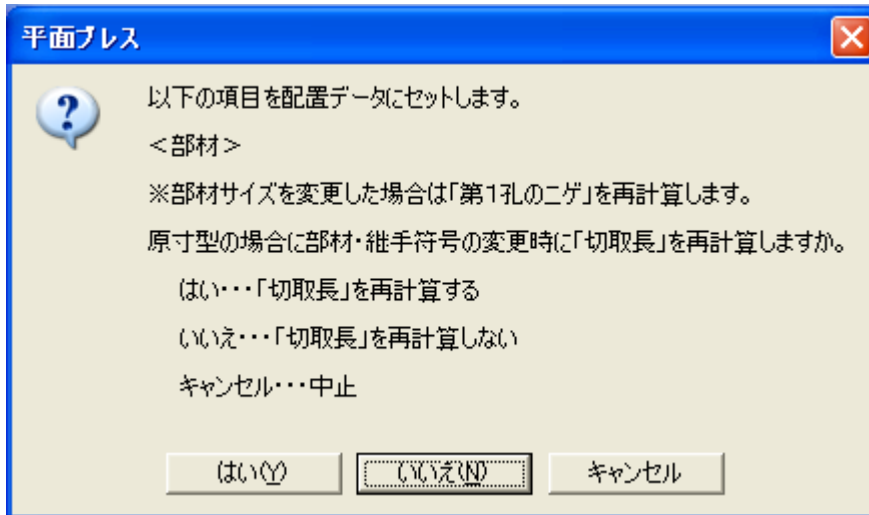 平面ブレス
以下の項目を配置データにセットします。
＜部材＞
※部材サイズを変更した場合は「第1孔のニゲ」を再計算します。
原寸型の場合に部材・継手符号の変更時に「切取長」を再計算しますか。
はい・・・「切取長」を再計算する
いいえ・・・「切取長」を再計算しない
キャンセル・・・中止
はい(Y)
いいえ(N)
キャンセル